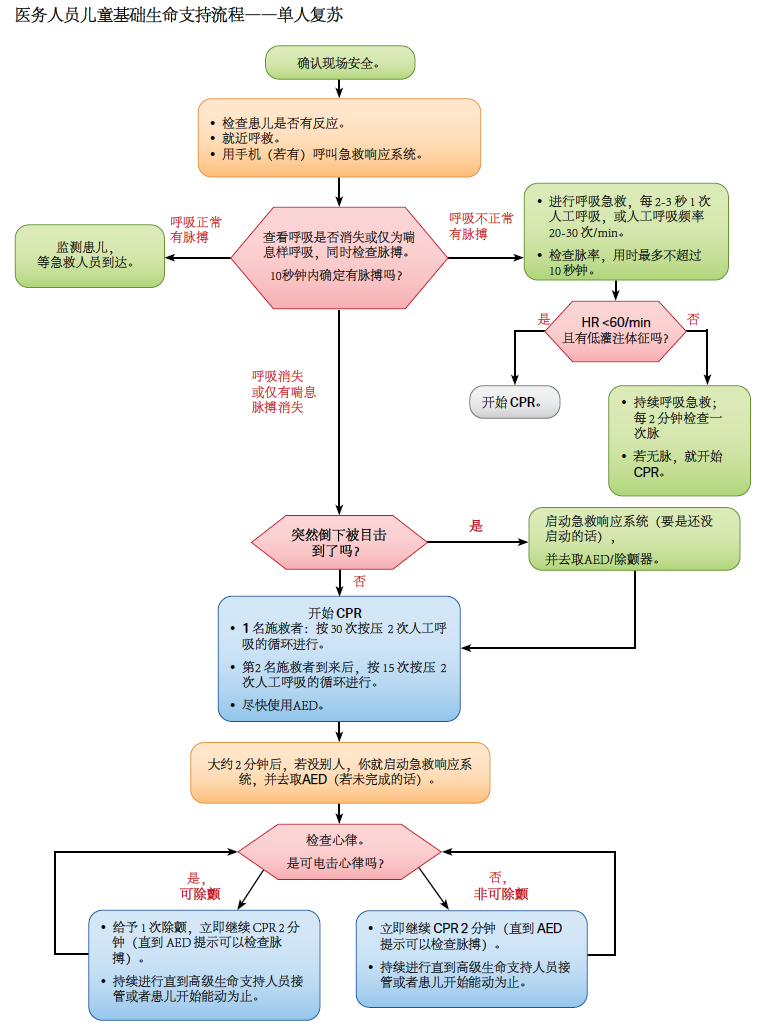 医务人员儿童基础生命支持流程——单人复苏
确认现场安全。
• 检查患儿是否有反应。
• 就近呼救。
• 用手机（若有）呼叫急救响应系统。
呼吸正常
有脉搏
监测患儿，
等急救人员到达。
查看呼吸是否消失或仅为喘
息样呼吸，同时检查脉搏。
10秒钟内确定有脉搏吗？
呼吸不正常
有脉搏
• 进行呼吸急救，每 2-3 秒 1 次
人工呼吸，或人工呼吸频率
20-30 次/min。
• 检查脉率，用时最多不超过
10 秒钟。
是
HR <60/min
且有低灌注体征吗?
否
开始 CPR。
• 持续呼吸急救；
每 2 分钟检查一
次脉
• 若无脉，就开始
CPR。
呼吸消失
或仅有喘息
脉搏消失
突然倒下被目击
到了吗？
是
启动急救响应系统（要是还没
启动的话），
并去取AED/除颤器。
否
开始 CPR
• 1 名施救者：按 30 次按压 2 次人工呼
吸的循环进行。
• 第2 名施救者到来后，按 15 次按压 2
次人工呼吸的循环进行。
• 尽快使用AED。
大约 2 分钟后，若没别人，你就启动急救响应系
统，并去取AED（若未完成的话）。
检查心律。
是可电击心律吗?
是，
可除颤
否，
非可除颤
• 给予 1 次除颤，立即继续 CPR 2 分
钟（直到 AED 提示可以检查脉
搏）。
• 持续进行直到高级生命支持人员接
管或者患儿开始能动为止。
• 立即继续 CPR 2 分钟（直到 AED
提示可以检查脉搏）。
• 持续进行直到高级生命支持人员接
管或者患儿开始能动为止。